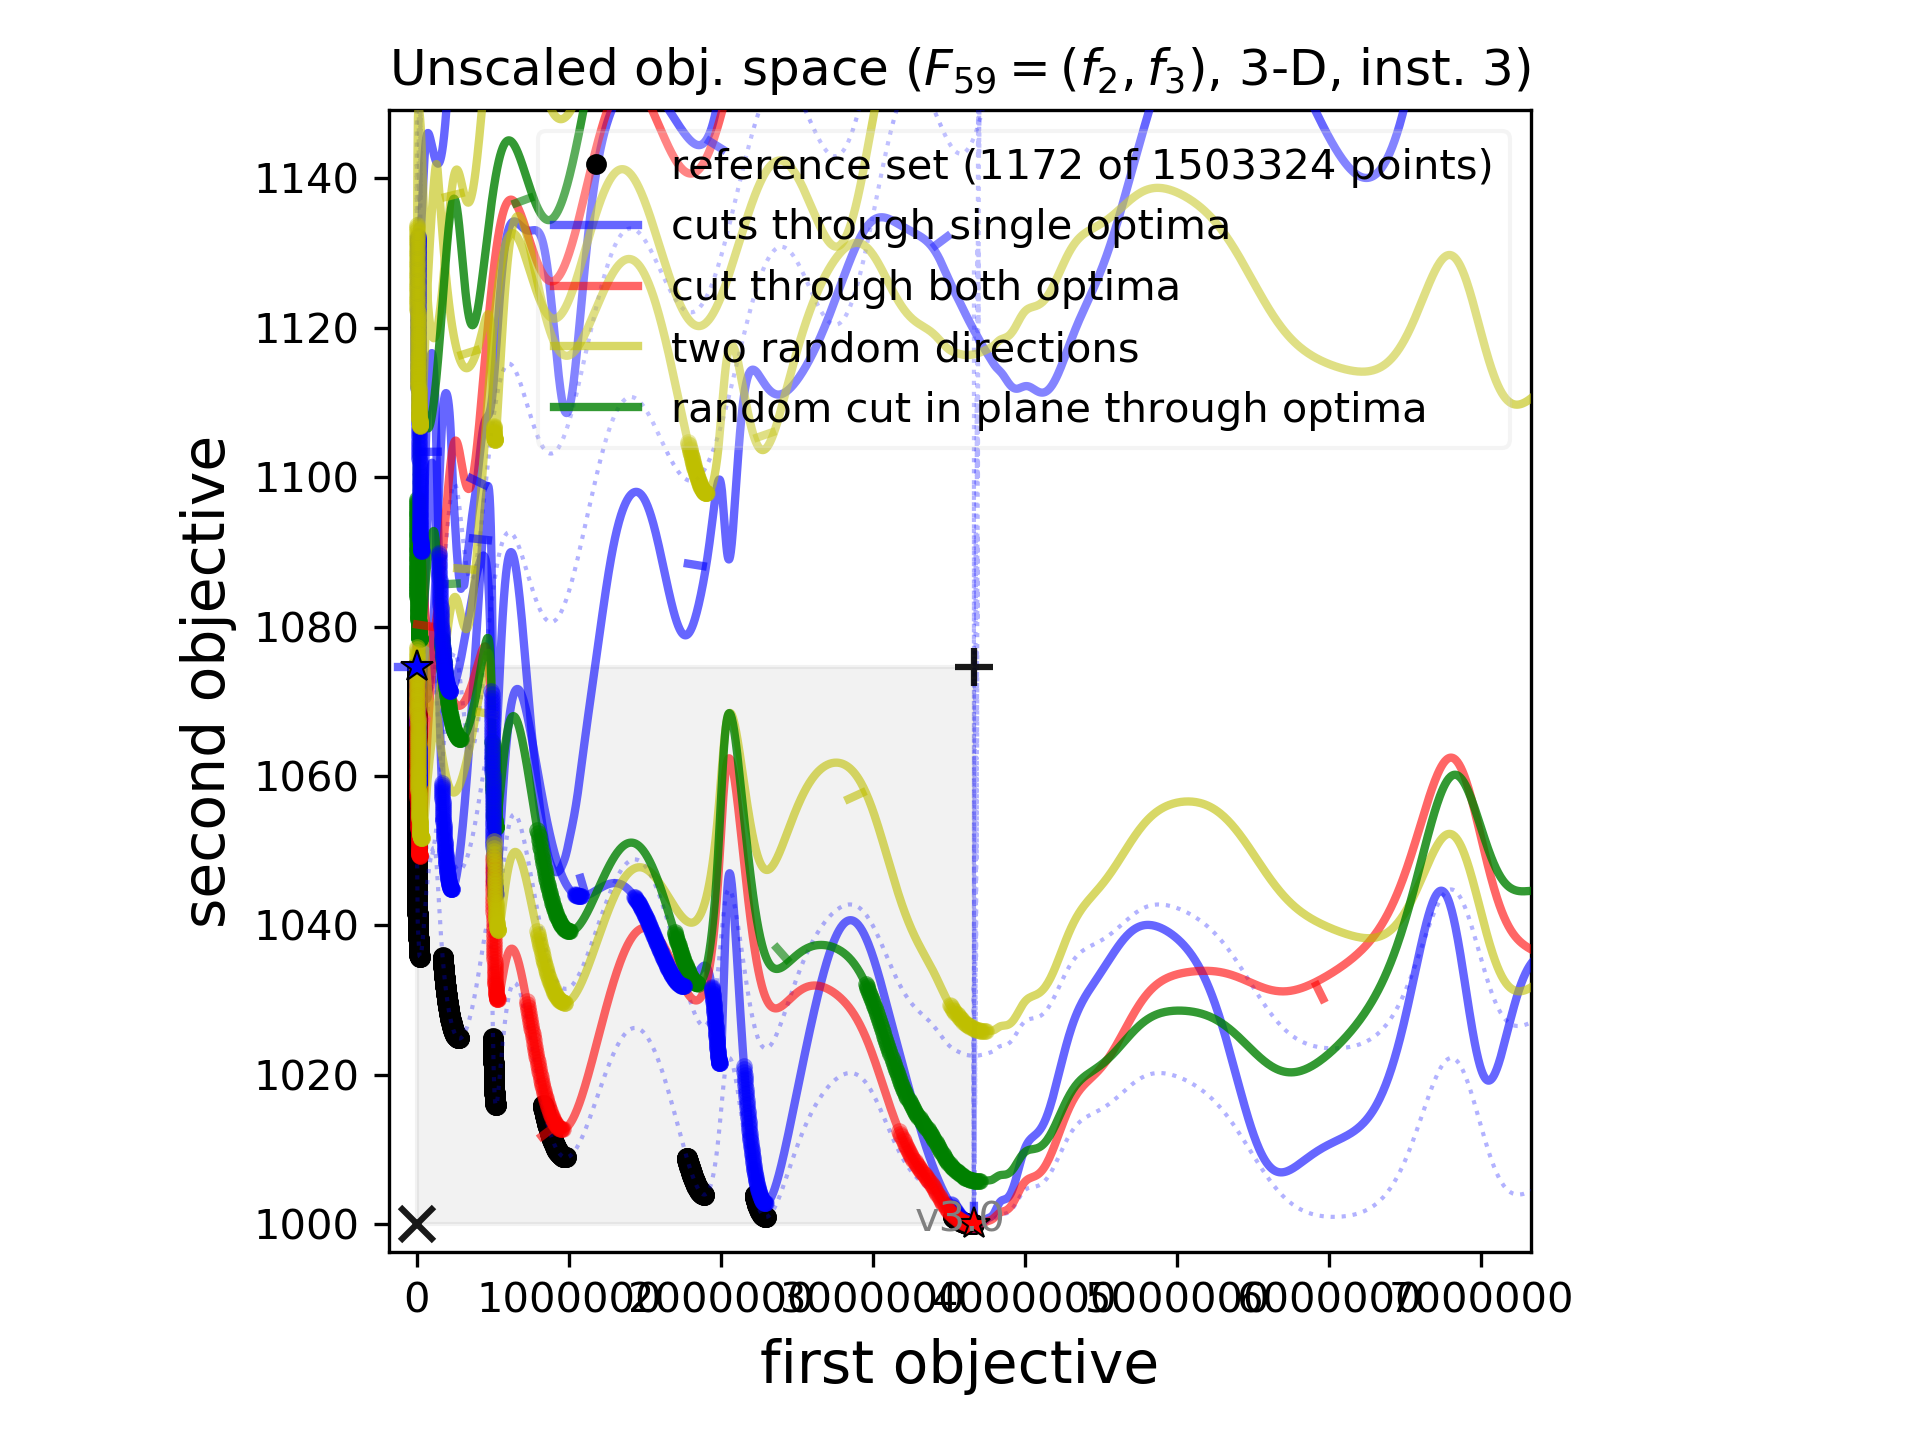 Unscaled obj. space (F₅₉ = (f₂, f₃), 3-D, inst. 3)
reference set (1172 of 1503324 points)
cuts through single optima
cut through both optima
two random directions
random cut in plane through optima
second objective
1140
1120
1100
1080
1060
1040
1020
1000
v3.0
0 1000000 2000000 3000000 4000000 5000000 6000000 7000000
first objective